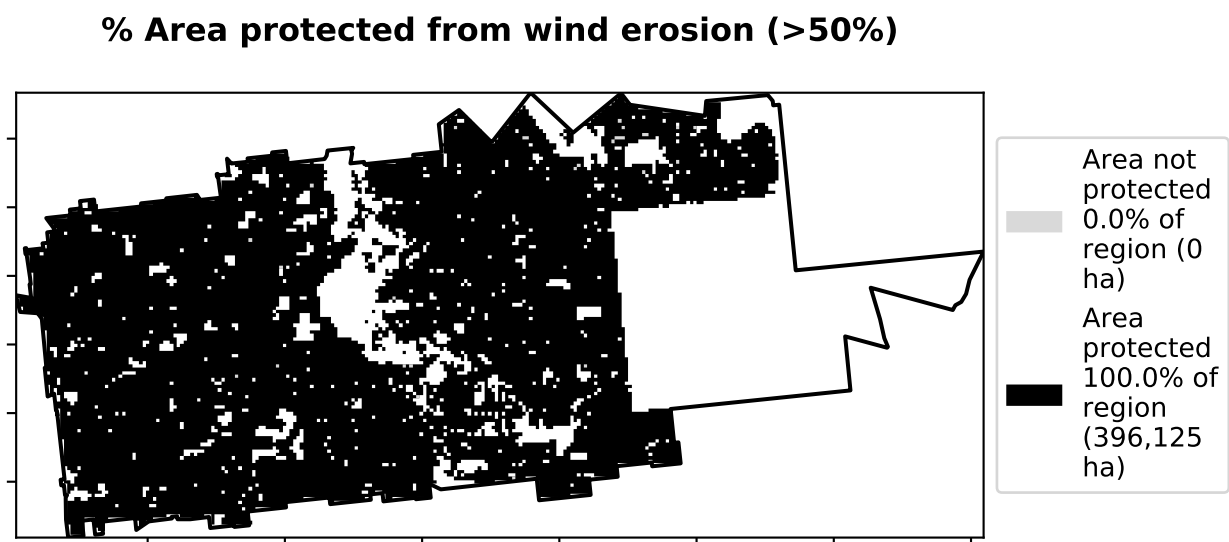 % Area protected from wind erosion (>50%)
Area not
protected
0.0% of
region (0
ha)
Area
protected
100.0% of
region
(396,125
ha)